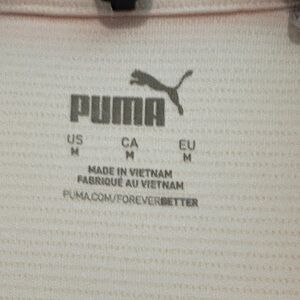 PUMA
US CA EU
M M M
MADE IN VIETNAM
FABRIQUÉ AU VIETNAM
PUMA.COM/FOREVERBETTER